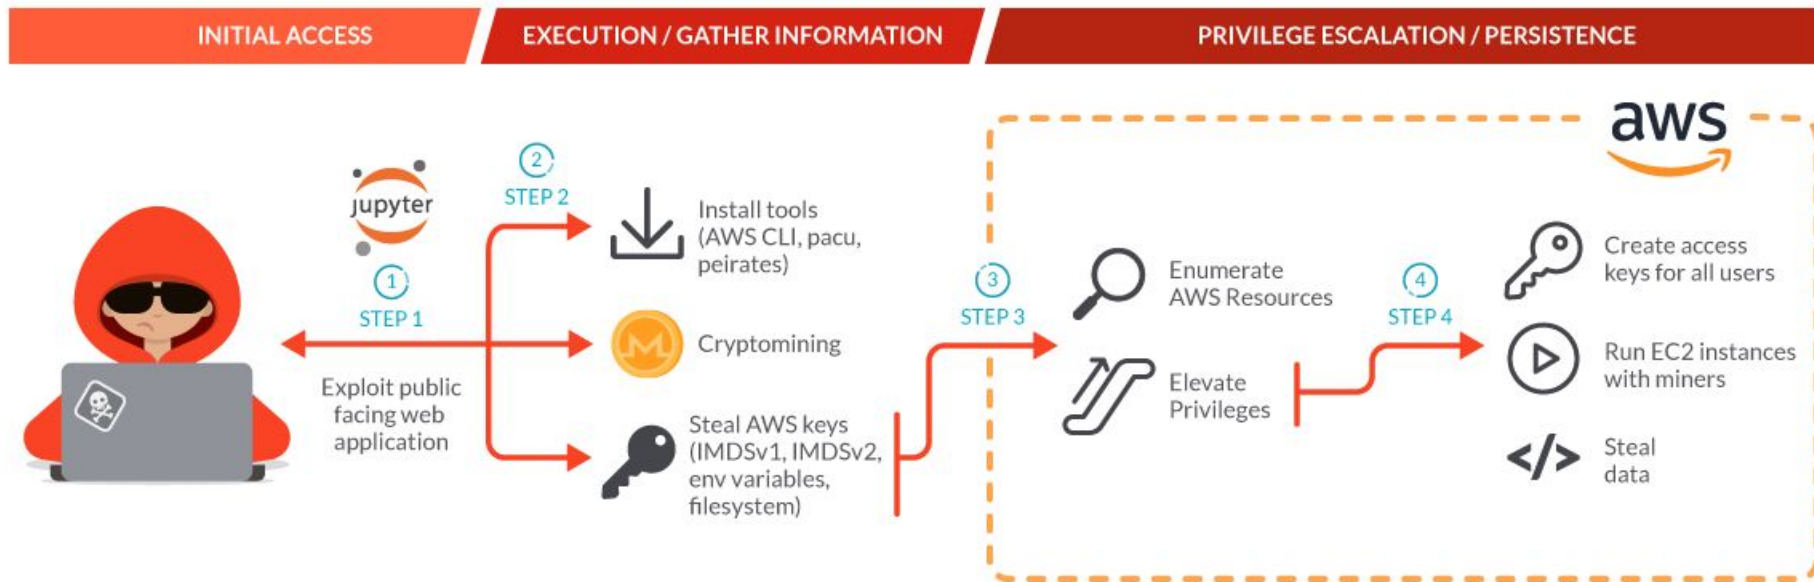 INITIAL ACCESS
EXECUTION / GATHER INFORMATION
PRIVILEGE ESCALATION / PERSISTENCE
jupyter
1
STEP 1
Exploit public
facing web
application
2
STEP 2
Install tools
(AWS CLI, pacu,
peirates)
Cryptomining
Steal AWS keys
(IMDSv1, IMDSv2,
env variables,
filesystem)
3
STEP 3
aws
Enumerate
AWS Resources
Elevate
Privileges
4
STEP 4
Create access
keys for all users
Run EC2 instances
with miners
</>
Steal
data